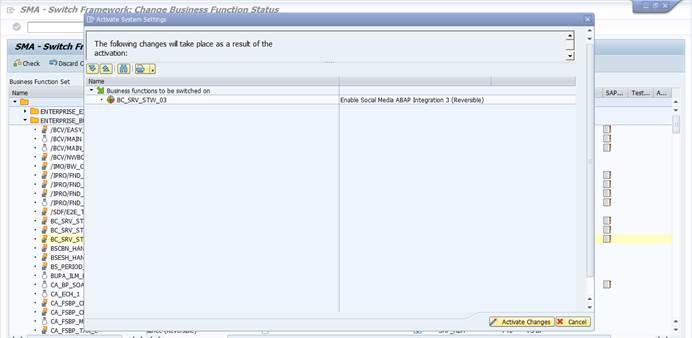 SMA - Switch Framework: Change Business Function Status
Activate System Settings
SMA - Switch Fr
Check
Discard C
The following changes will take place as a result of the
activation:
Business Function Set
Name
SAP... Test... A...
Name
Business functions to be switched on
BC_SRV_STW_03 Enable Social Media ABAP Integration 3 (Reversible)
ENTERPRISE_E
ENTERPRISE_B
/BCV/EASY_
/BCV/MAIN
/BCV/MAIN_
/BCV/NWBC
/IMO/BW_C
/IPRO/FND_
/IPRO/FND_
/IPRO/FND_
/IPRO/FND_
/SDF/E2E_T
BC_SRV_ST
BC_SRV_ST
BC_SRV_ST
BSCBN_HAN
BSESH_HAN
BS_PERIOD_
BUPA_ILM_B
CA_BP_SOA
CA_ECH_1
CA_FSBP_C
CA_FSBP_C
CA_FSBP_M
Activate Changes Cancel